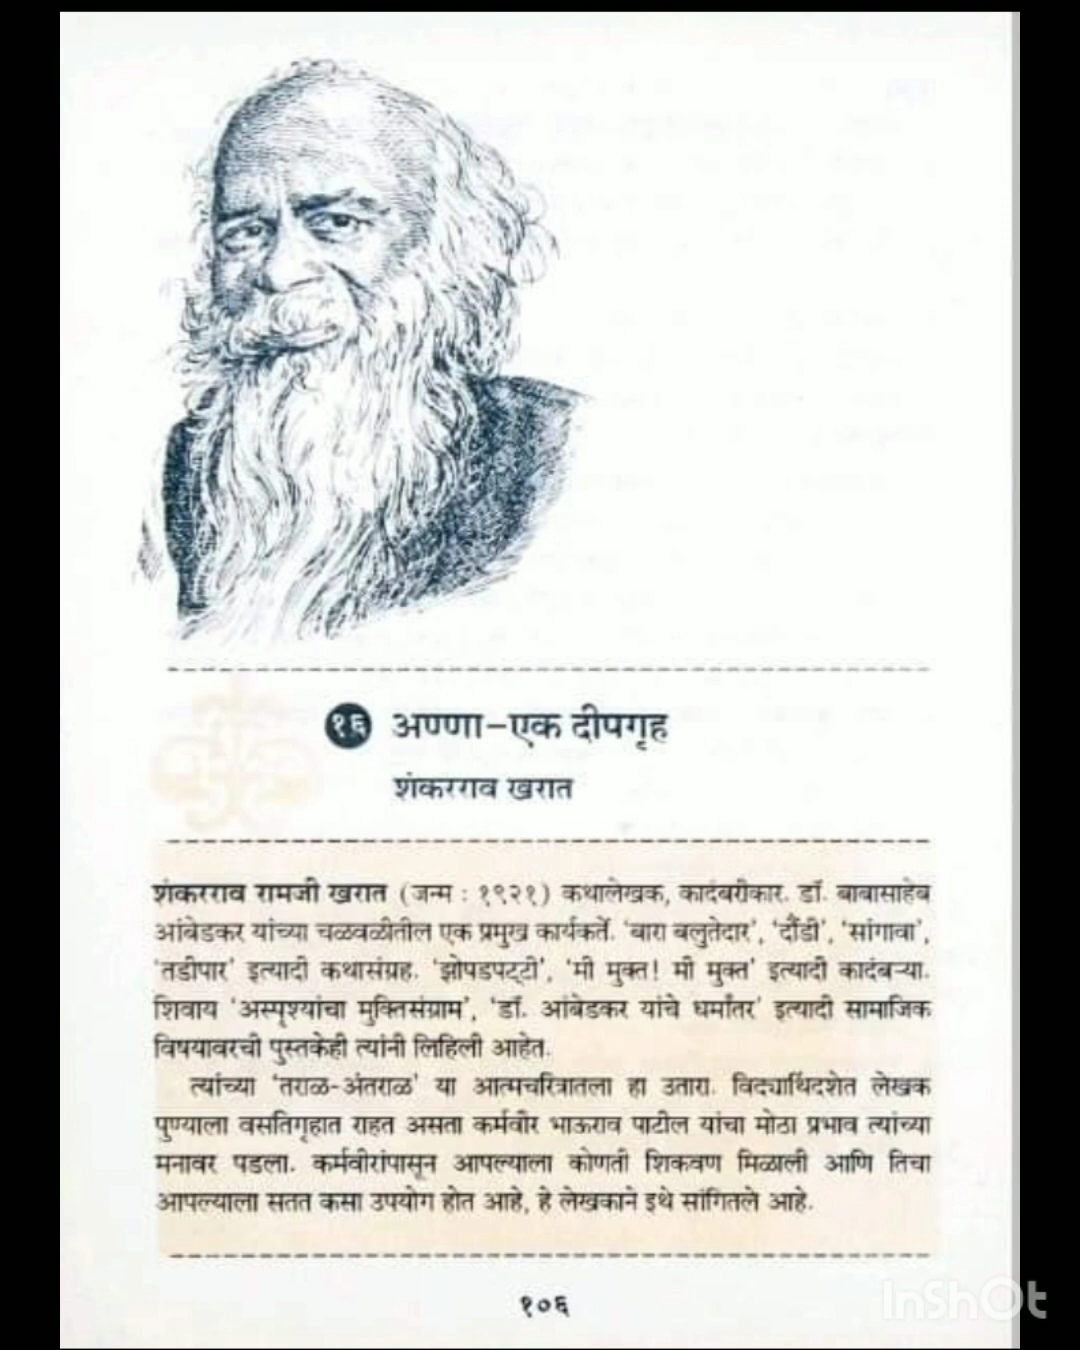 १६ अण्णा–एक दीपगृह
शंकरराव खरात
शंकरराव रामजी खरात (जन्म : १९२१) कथालेखक, कादंबरीकार. डॉ. बाबासाहेब
आंबेडकर यांच्या चळवळीतील एक प्रमुख कार्यकर्ते. ‘बारा बलुतेदार’, ‘दौंडी’, ‘सांगावा’,
‘तडीपार’ इत्यादी कथासंग्रह. ‘झोपडपट्टी’, ‘मी मुक्त! मी मुक्त’ इत्यादी कादंबऱ्या.
शिवाय ‘अस्पृश्यांचा मुक्तिसंग्राम’, ‘डॉ. आंबेडकर यांचे धर्मांतर’ इत्यादी सामाजिक
विषयावरची पुस्तकेही त्यांनी लिहिली आहेत.
त्यांच्या ‘तराळ-अंतराळ’ या आत्मचरित्रातला हा उतारा. विद्यार्थिदशेत लेखक
पुण्याला वसतिगृहात राहत असता कर्मवीर भाऊराव पाटील यांचा मोठा प्रभाव त्यांच्या
मनावर पडला. कर्मवीरांपासून आपल्याला कोणती शिकवण मिळाली आणि तिचा
आपल्याला सतत कसा उपयोग होत आहे, हे लेखकाने इथे सांगितले आहे.
१०६
InShOt